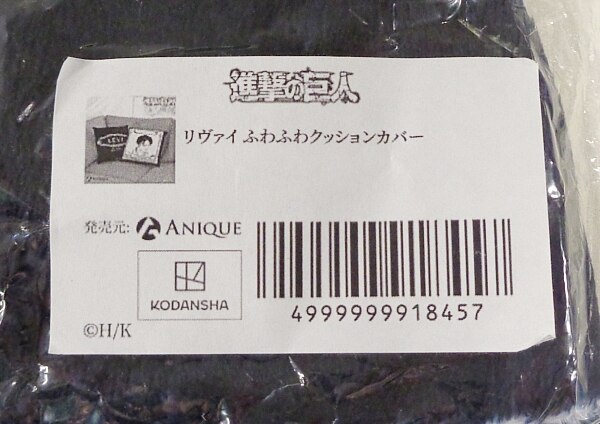 進撃の巨人
LEVI
リヴァイ ふわふわクッションカバー
発売元: ANIQUE
KODANSHA
4999999918457
©H/K